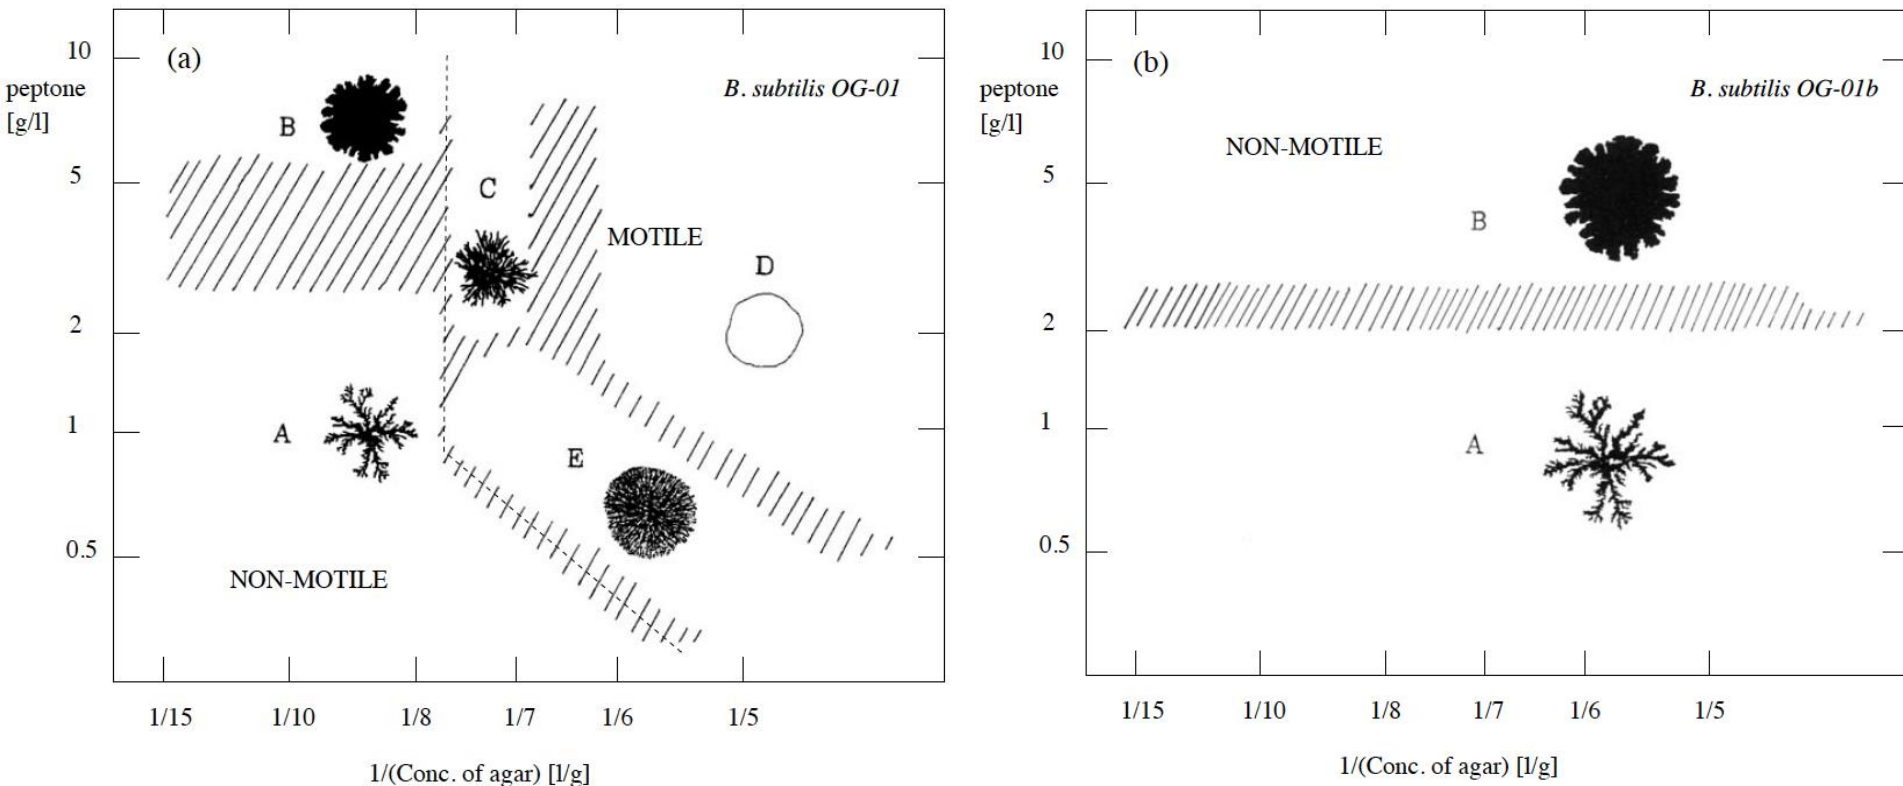 (a)
B. subtilis OG-01
peptone
[g/l]
10
5
2
1
0.5
B
C
MOTILE
D
A
E
NON-MOTILE
1/15 1/10 1/8 1/7 1/6 1/5
1/(Conc. of agar) [l/g]
(b)
B. subtilis OG-01b
peptone
[g/l]
10
5
2
1
0.5
NON-MOTILE
B
A
1/15 1/10 1/8 1/7 1/6 1/5
1/(Conc. of agar) [l/g]